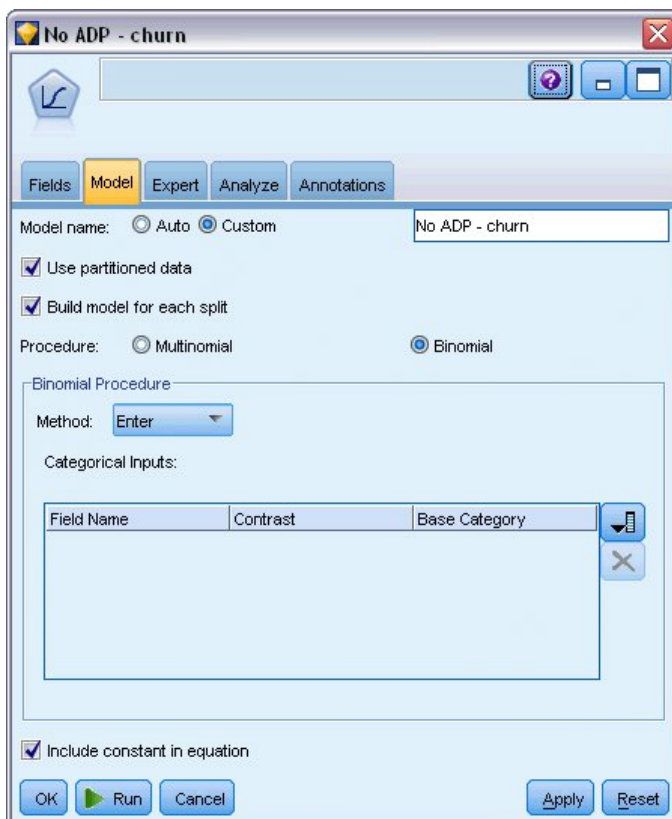 No ADP - churn
Fields Model Expert Analyze Annotations
Model name: Auto Custom No ADP - churn
Use partitioned data
Build model for each split
Procedure: Multinomial Binomial
Binomial Procedure
Method: Enter
Categorical Inputs:
Field Name Contrast Base Category
Include constant in equation
OK Run Cancel Apply Reset